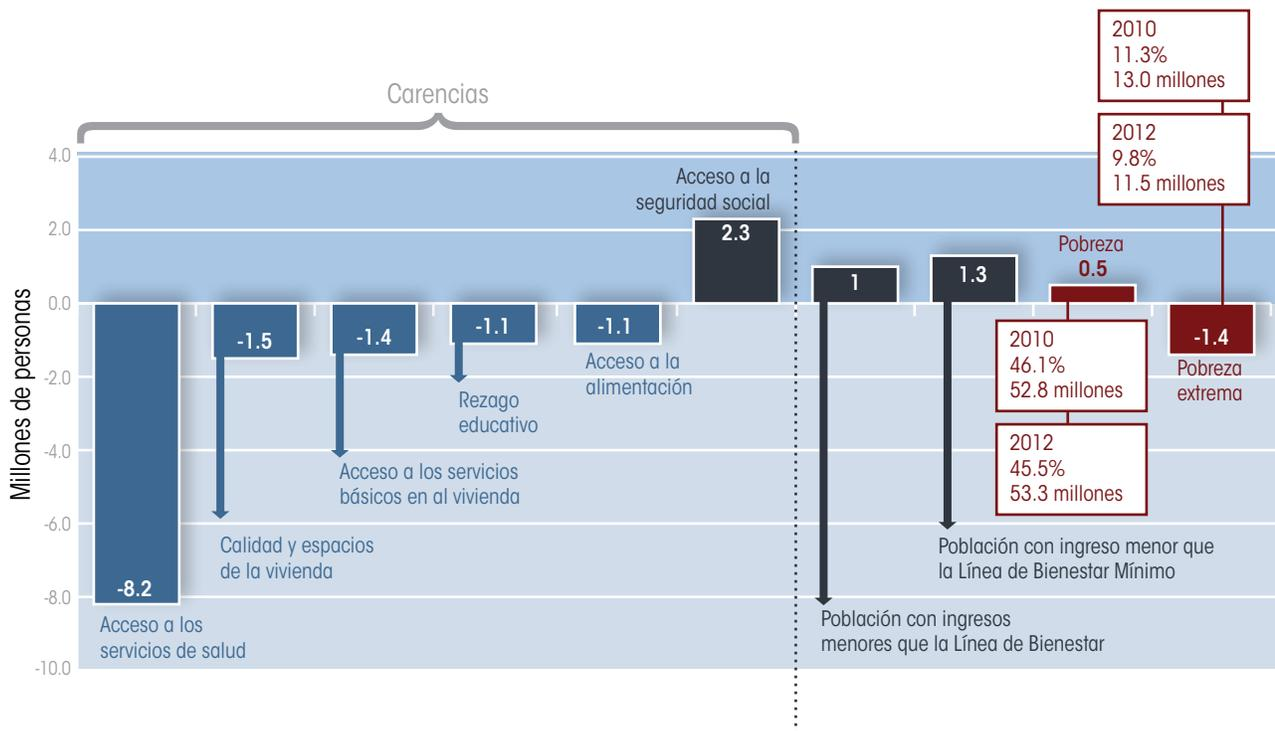 2010
11.3%
13.0 millones
2012
9.8%
11.5 millones
Carencias
Millones de personas
4.0
2.0
0.0
-2.0
-4.0
-6.0
-8.0
-10.0
-8.2
Acceso a los
servicios de salud
-1.5
Calidad y espacios
de la vivienda
-1.4
Acceso a los servicios
básicos en al vivienda
-1.1
Rezago
educativo
-1.1
Acceso a la
alimentación
Acceso a la
seguridad social
2.3
1
Población con ingresos
menores que la Línea de Bienestar
1.3
Población con ingreso menor que
la Línea de Bienestar Mínimo
Pobreza
0.5
2010
46.1%
52.8 millones
2012
45.5%
53.3 millones
-1.4
Pobreza
extrema